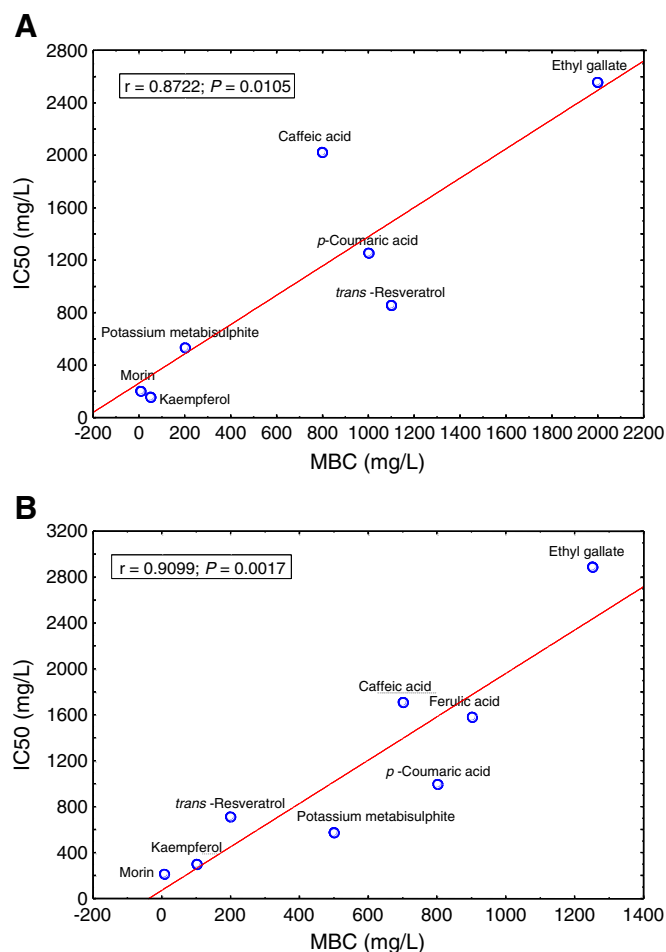 A
2800
2400
2000
1600
1200
800
400
0
IC50 (mg/L)
r = 0.8722; P = 0.0105
Ethyl gallate
Caffeic acid
p-Coumaric acid
trans -Resveratrol
Potassium metabisulphite
Morin
Kaempferol
-200 0 200 400 600 800 1000 1200 1400 1600 1800 2000 2200
MBC (mg/L)
B
3200
2800
2400
2000
1600
1200
800
400
0
IC50 (mg/L)
r = 0.9099; P = 0.0017
Ethyl gallate
Caffeic acid
Ferulic acid
p -Coumaric acid
trans -Resveratrol
Potassium metabisulphite
Kaempferol
Morin
-200 0 200 400 600 800 1000 1200 1400
MBC (mg/L)